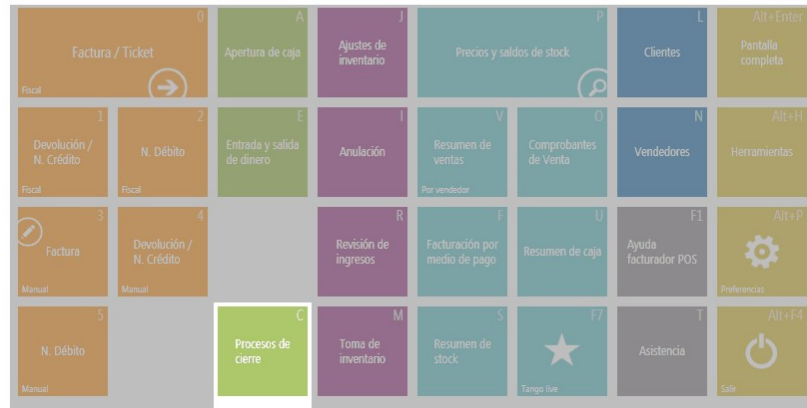 0
Factura / Ticket
Fiscal
A
Apertura de caja
J
Ajustes de
inventario
P
Precios y saldos de stock
L
Clientes
Alt+Enter
Pantalla
completa
1
Devolución /
N. Crédito
Fiscal
2
N. Débito
Fiscal
E
Entrada y salida
de dinero
I
Anulación
V
Resumen de
ventas
Por vendedor
O
Comprobantes
de Venta
N
Vendedores
Alt+H
Herramientas
3
Factura
Manual
4
Devolución /
N. Crédito
Manual
R
Revisión de
ingresos
F
Facturación por
medio de pago
U
Resumen de caja
F1
Ayuda
facturador POS
Alt+P
Preferencias
5
N. Débito
Manual
C
Procesos de
cierre
M
Toma de
inventario
S
Resumen de
stock
F7
Tango live
T
Asistencia
Alt+F4
Salir